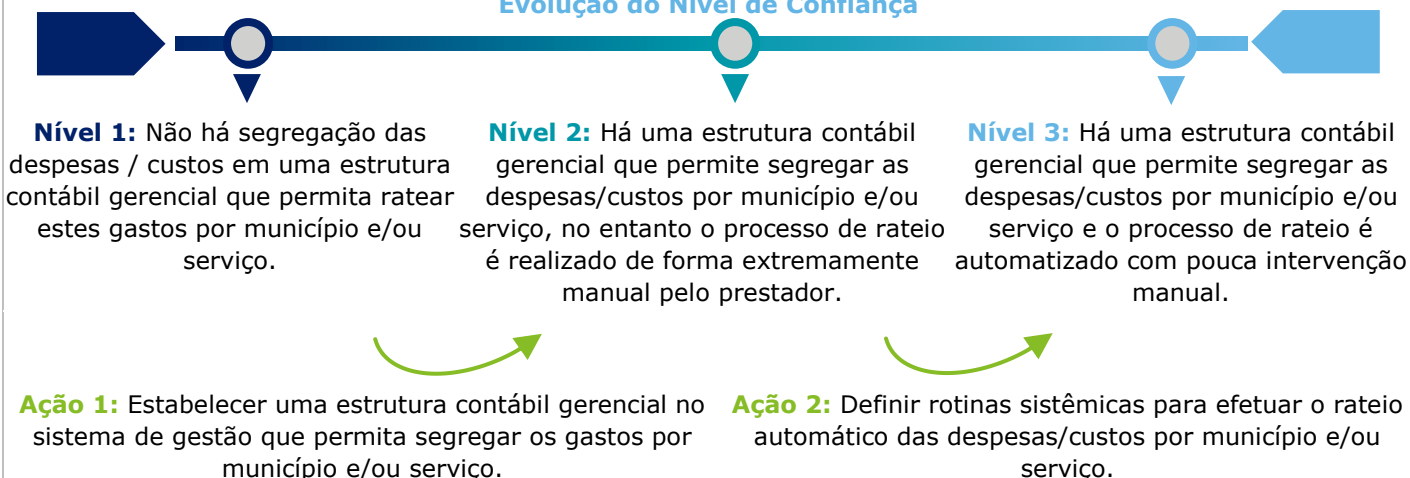 Evolução do Nível de Confiança
Nível 1: Não há segregação das
despesas / custos em uma estrutura
contábil gerencial que permita ratear
estes gastos por município e/ou
serviço.
Nível 2: Há uma estrutura contábil
gerencial que permite segregar as
despesas/custos por município e/ou
serviço, no entanto o processo de rateio
é realizado de forma extremamente
manual pelo prestador.
Nível 3: Há uma estrutura contábil
gerencial que permite segregar as
despesas/custos por município e/ou
serviço e o processo de rateio é
automatizado com pouca intervenção
manual.
Ação 1: Estabelecer uma estrutura contábil gerencial no
sistema de gestão que permita segregar os gastos por
município e/ou serviço.
Ação 2: Definir rotinas sistêmicas para efetuar o rateio
automático das despesas/custos por município e/ou
serviço.